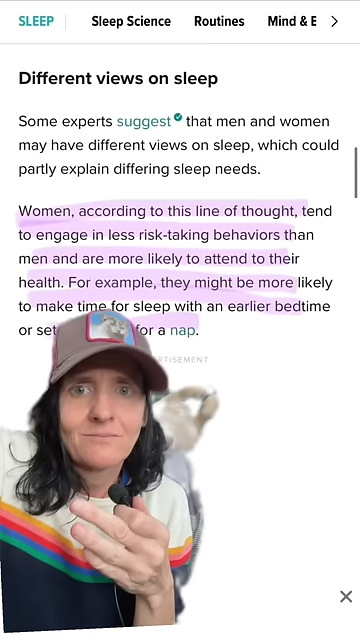 SLEEP Sleep Science Routines Mind & E
Different views on sleep
Some experts suggest that men and women
may have different views on sleep, which could
partly explain differing sleep needs.
Women, according to this line of thought, tend
to engage in less risk-taking behaviors than
men and are more likely to attend to their
health. For example, they might be more likely
to make time for sleep with an earlier bedtime
or set for a nap.